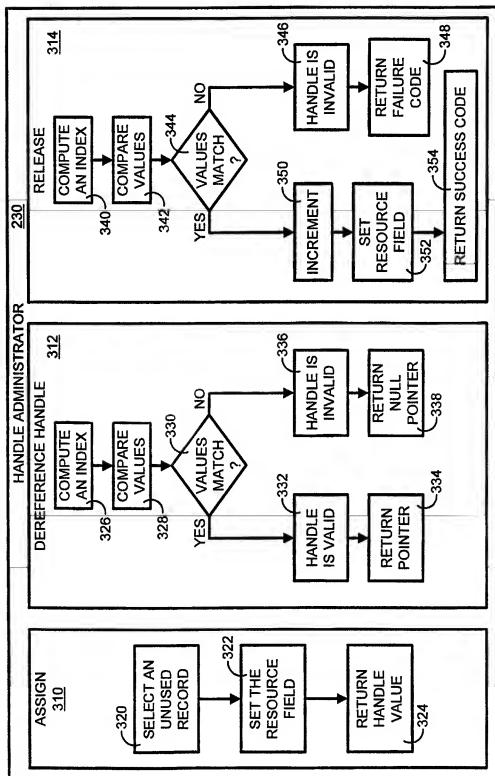 HANDLE ADMINISTRATOR
230
ASSIGN
310
320
SELECT AN
UNUSED
RECORD
322
SET THE
RESOURCE
FIELD
RETURN
HANDLE
VALUE
324
DEREFERENCE HANDLE
312
COMPUTE
AN INDEX
326
COMPARE
VALUES
328
330
VALUES
MATCH
?
YES
NO
332
HANDLE
IS VALID
RETURN
POINTER
334
336
HANDLE IS
INVALID
RETURN
NULL
POINTER
338
RELEASE
314
COMPUTE
AN INDEX
340
COMPARE
VALUES
342
344
VALUES
MATCH
?
YES
NO
350
INCREMENT
SET
RESOURCE
FIELD
352
346
HANDLE IS
INVALID
RETURN
FAILURE
CODE
348
354
RETURN SUCCESS CODE